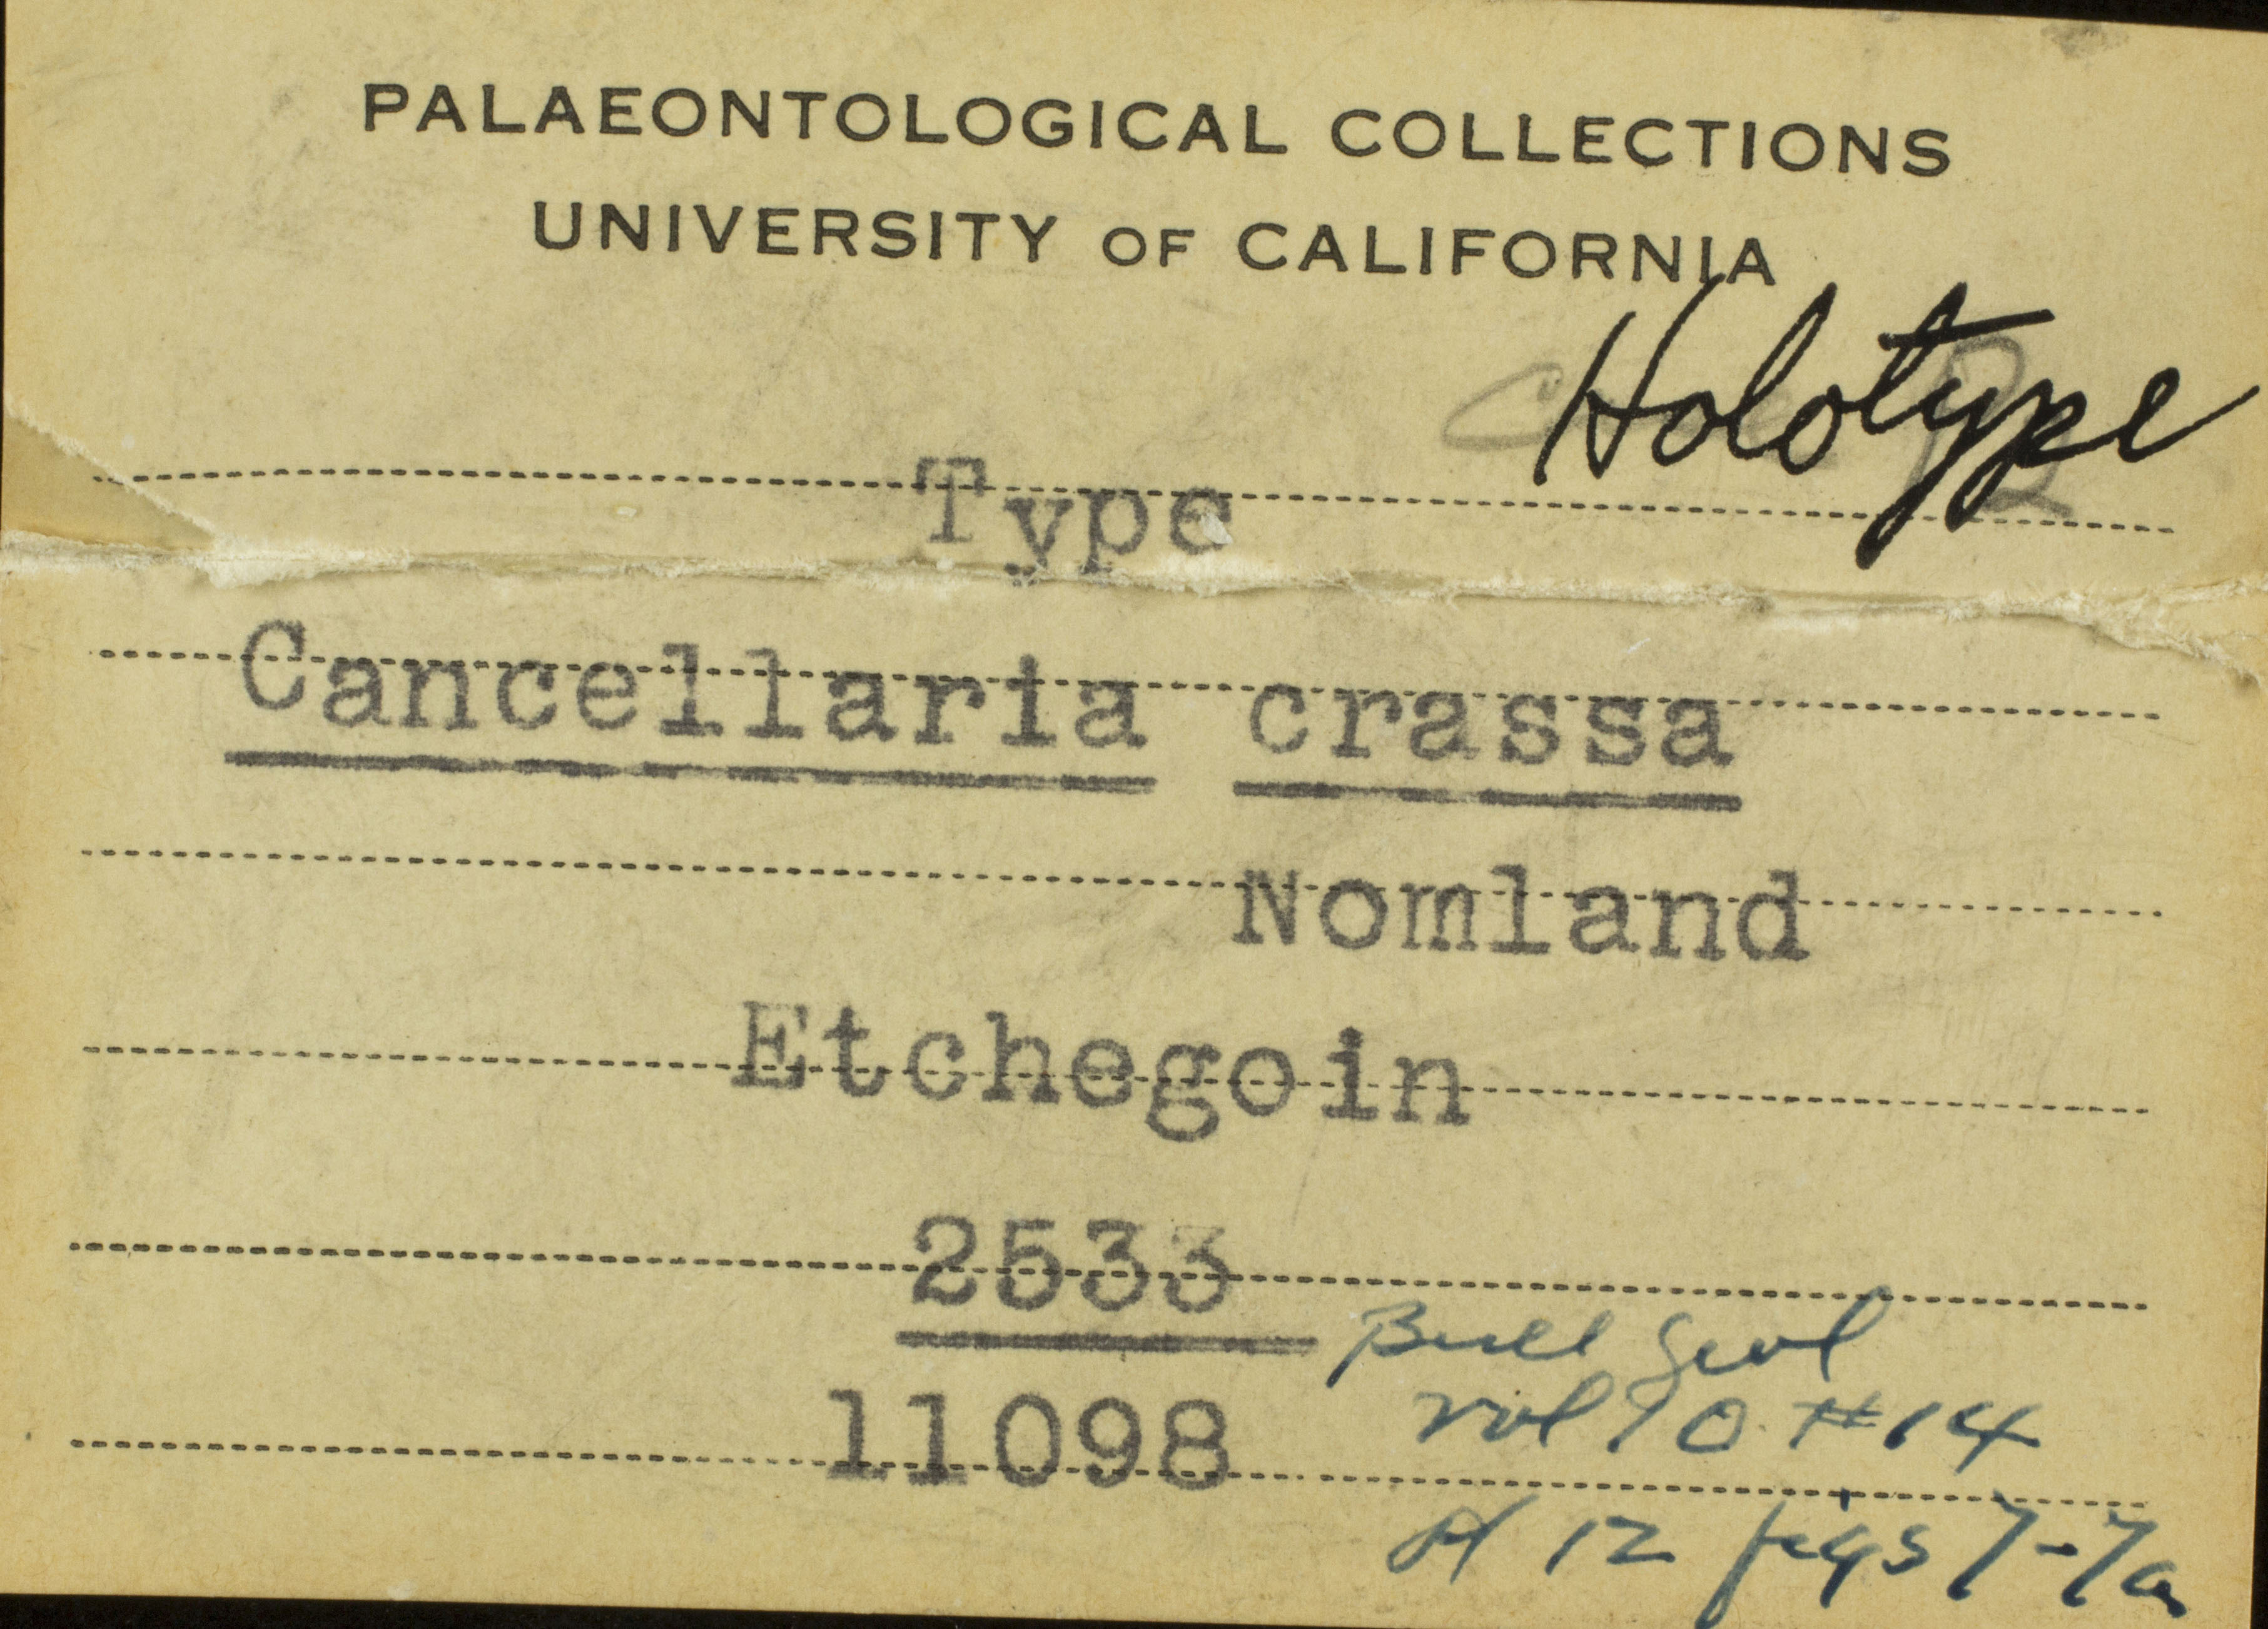 PALAEONTOLOGICAL COLLECTIONS
UNIVERSITY OF CALIFORNIA
Holotype
Type
Cancellaria crassa
Nomland
Etchegoin
2533
11098
Bull Geol
vol 10 #14
pl 12 figs 7-7a